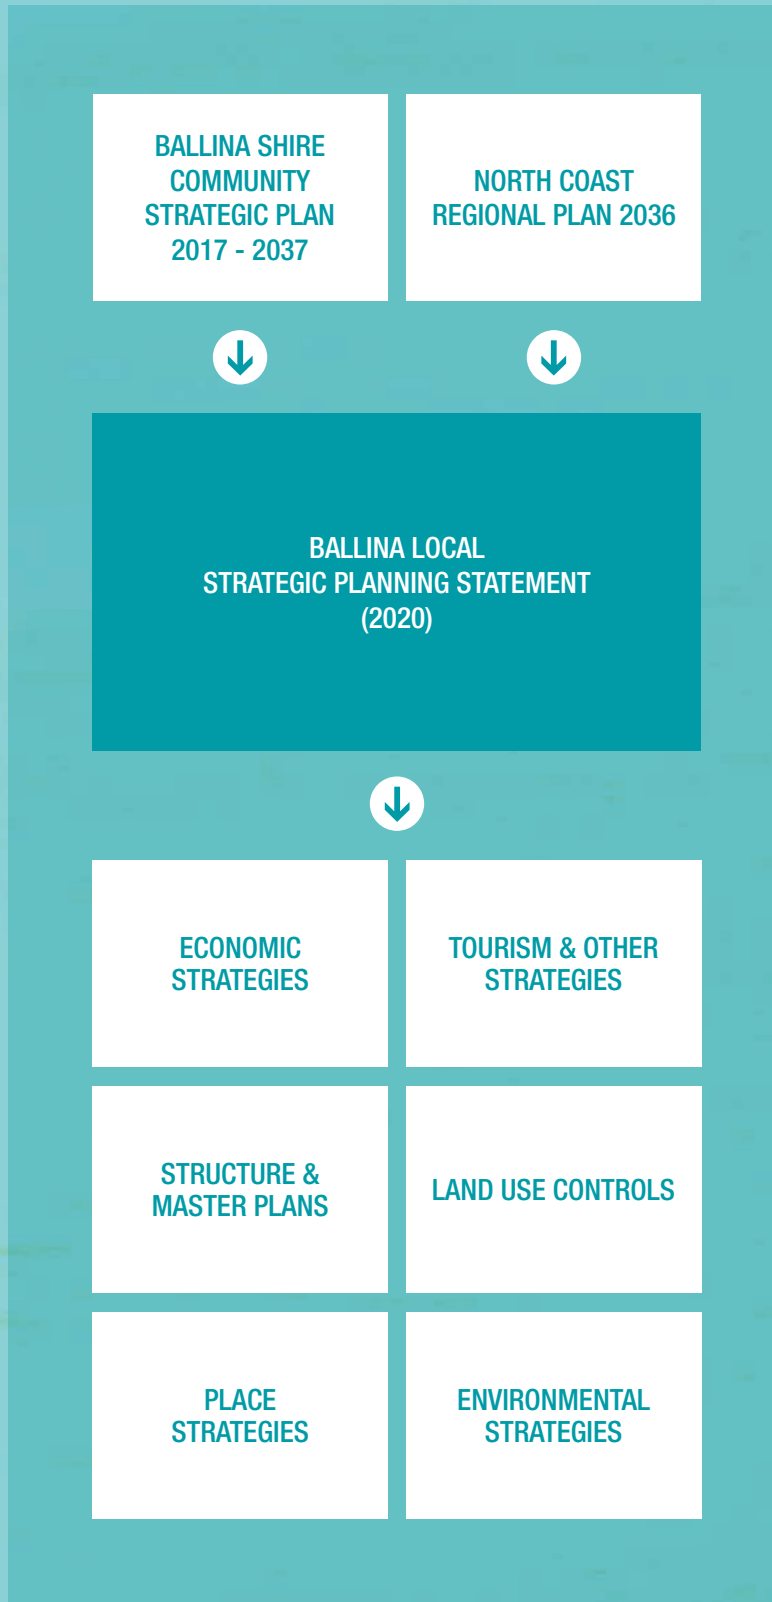 BALLINA SHIRE
COMMUNITY
STRATEGIC PLAN
2017 - 2037
NORTH COAST
REGIONAL PLAN 2036
BALLINA LOCAL
STRATEGIC PLANNING STATEMENT
(2020)
ECONOMIC
STRATEGIES
TOURISM & OTHER
STRATEGIES
STRUCTURE &
MASTER PLANS
LAND USE CONTROLS
PLACE
STRATEGIES
ENVIRONMENTAL
STRATEGIES